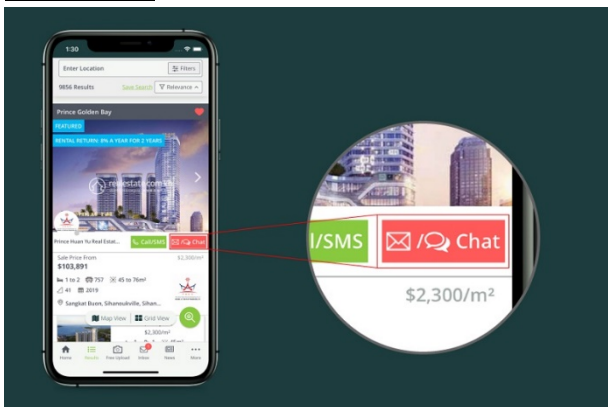 1:30
Enter Location
Filters
9856 Results
Save Search
Relevance
Prince Golden Bay
FEATURED
RENTAL RETURN: 8% A YEAR FOR 2 YEARS
realestate.com
Prince Huan Yu Real Estat...
Call/SMS
/ Chat
Sale Price From
$2,300/m²
$103,891
1 to 2 757 45 to 76m²
41 2019
Sangkat Buon, Sihanoukville, Sihan...
Map View
Grid View
$2,300/m²
Home
Results
Free Upload
Inbox
News
More
l/SMS
/ Chat
$2,300/m²